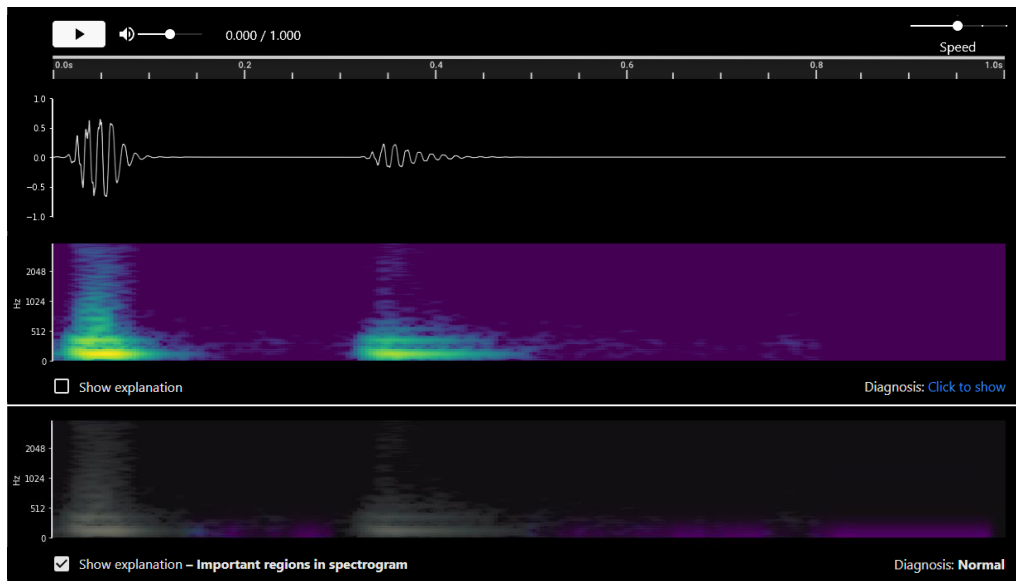 0.000 / 1.000
Speed
0.0s 0.2 0.4 0.6 0.8 1.0s
1.0
0.5
0.0
−0.5
−1.0
Hz
2048
1024
512
0
Show explanation
Diagnosis: Click to show
Hz
2048
1024
512
0
Show explanation – Important regions in spectrogram
Diagnosis: Normal